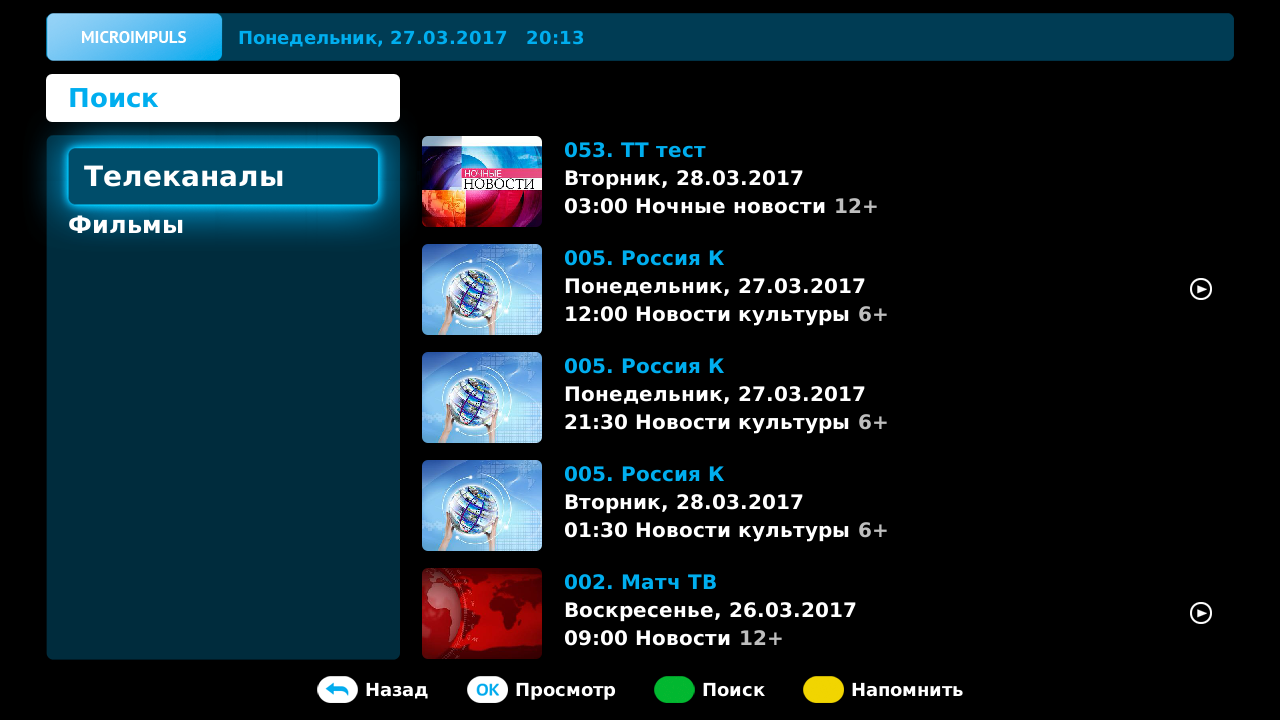 MICROIMPULS
Понедельник, 27.03.2017 20:13
Поиск
Телеканалы
Фильмы
НОЧНЫЕ
НОВОСТИ
053. ТТ тест
Вторник, 28.03.2017
03:00 Ночные новости 12+
005. Россия К
Понедельник, 27.03.2017
12:00 Новости культуры 6+
005. Россия К
Понедельник, 27.03.2017
21:30 Новости культуры 6+
005. Россия К
Вторник, 28.03.2017
01:30 Новости культуры 6+
002. Матч ТВ
Воскресенье, 26.03.2017
09:00 Новости 12+
Назад
OK Просмотр
Поиск
Напомнить